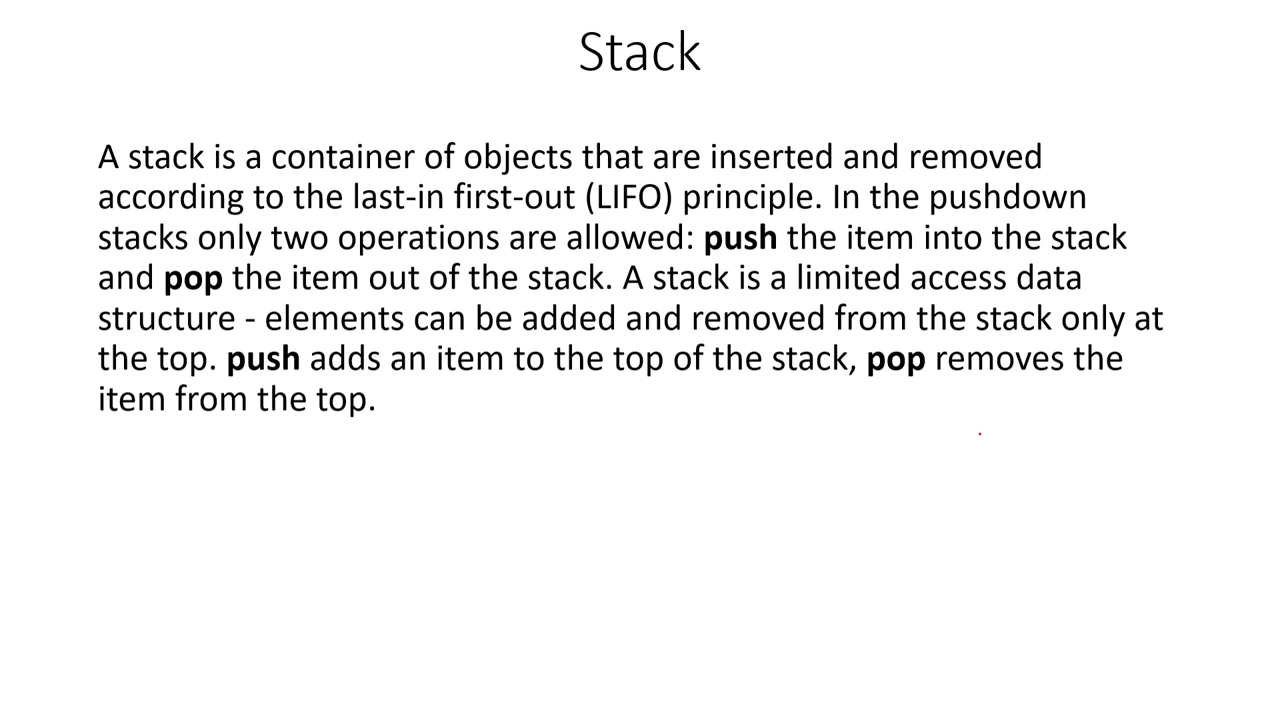 Stack
A stack is a container of objects that are inserted and removed
according to the last-in first-out (LIFO) principle. In the pushdown
stacks only two operations are allowed: push the item into the stack
and pop the item out of the stack. A stack is a limited access data
structure - elements can be added and removed from the stack only at
the top. push adds an item to the top of the stack, pop removes the
item from the top.